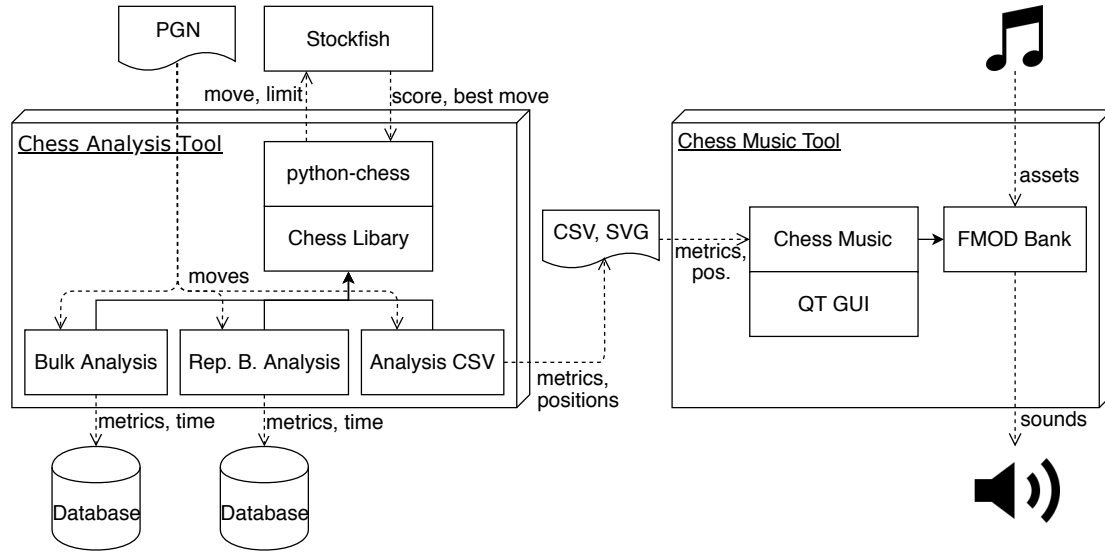 PGN
Stockfish
move, limit
score, best move
Chess Analysis Tool
python-chess
Chess Libary
moves
Bulk Analysis
Rep. B. Analysis
Analysis CSV
metrics, time
metrics, time
Database
Database
metrics,
positions
CSV, SVG
metrics,
pos.
Chess Music Tool
assets
Chess Music
FMOD Bank
QT GUI
sounds